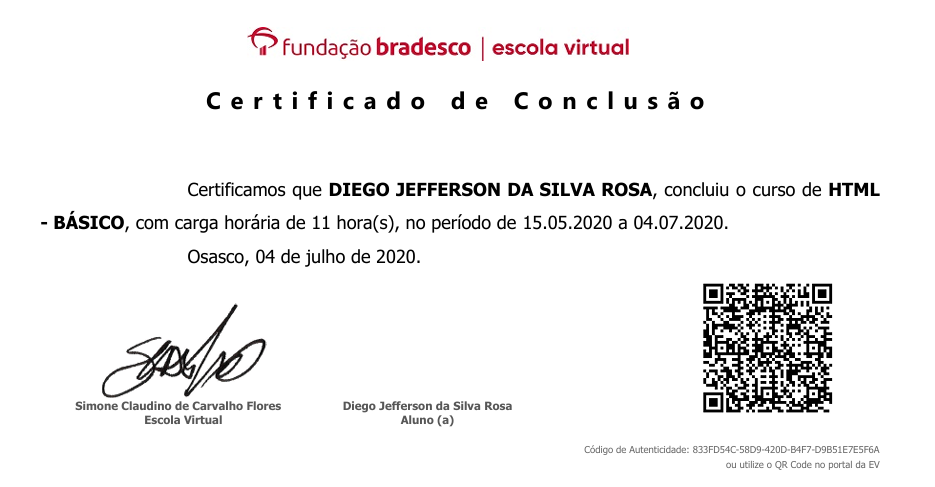 fundação bradesco | escola virtual
Certificado de Conclusão
Certificamos que DIEGO JEFFERSON DA SILVA ROSA, concluiu o curso de HTML
- BÁSICO, com carga horária de 11 hora(s), no período de 15.05.2020 a 04.07.2020.
Osasco, 04 de julho de 2020.
Simone Claudino de Carvalho Flores
Escola Virtual
Diego Jefferson da Silva Rosa
Aluno (a)
Código de Autenticidade: 833FD54C-58D9-420D-B4F7-D9B51E7E5F6A
ou utilize o QR Code no portal da EV